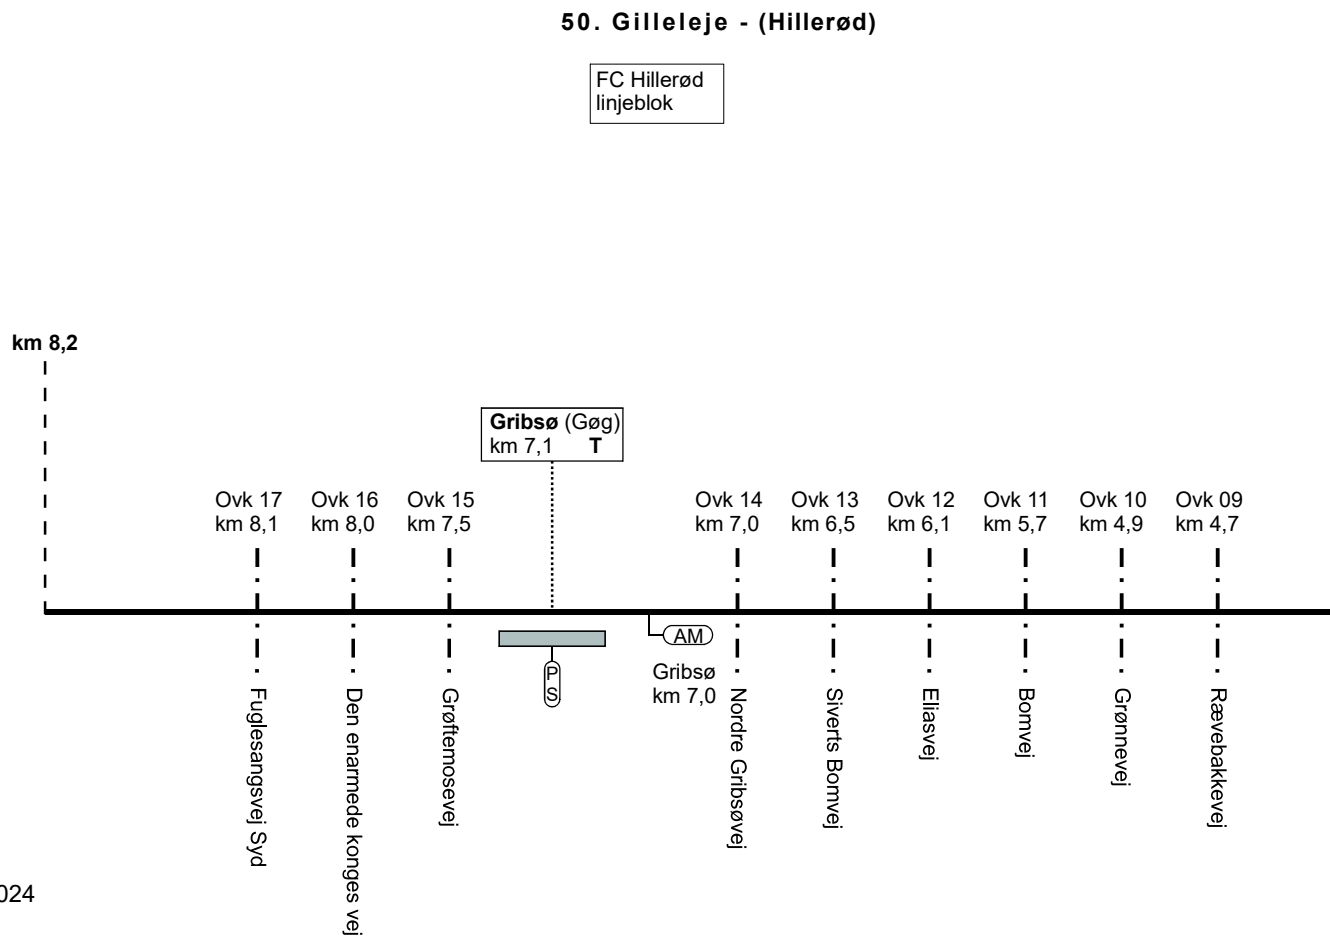 50. Gilleleje - (Hillerød)
FC Hillerød
linjeblok
km 8,2
Gribsø (Gøg)
km 7,1 T
Ovk 17
km 8,1
Ovk 16
km 8,0
Ovk 15
km 7,5
Ovk 14
km 7,0
Ovk 13
km 6,5
Ovk 12
km 6,1
Ovk 11
km 5,7
Ovk 10
km 4,9
Ovk 09
km 4,7
AM
Gribsø
km 7,0
P
S
Fuglesangsvej Syd
Den enarmede konges vej
Grøftemosevej
Nordre Gribsøvej
Siverts Bomvej
Eliasvej
Bomvej
Grønnevej
Rævebakkevej
024